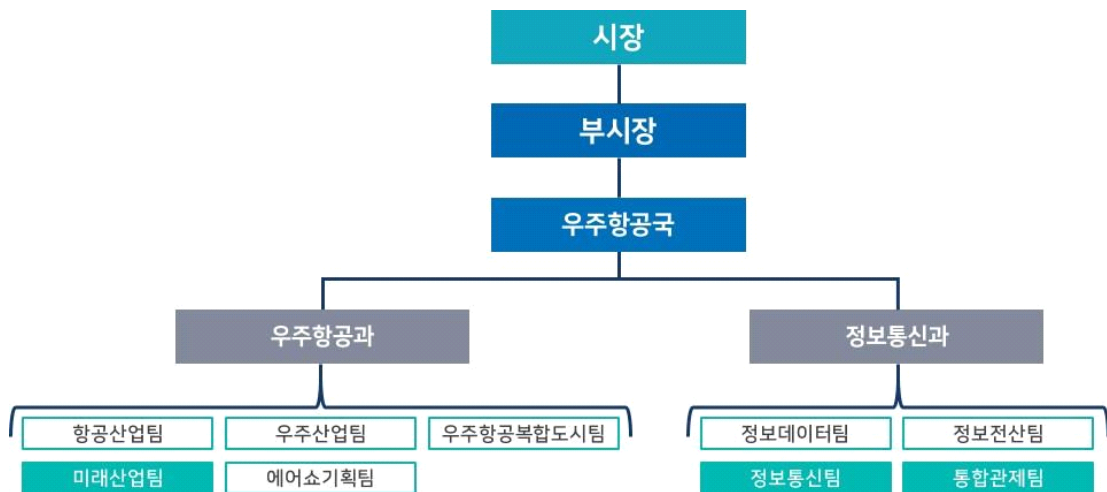 시장
부시장
우주항공국
우주항공과
정보통신과
항공산업팀
우주산업팀
우주항공복합도시팀
미래산업팀
에어쇼기획팀
정보데이터팀
정보전산팀
정보통신팀
통합관제팀